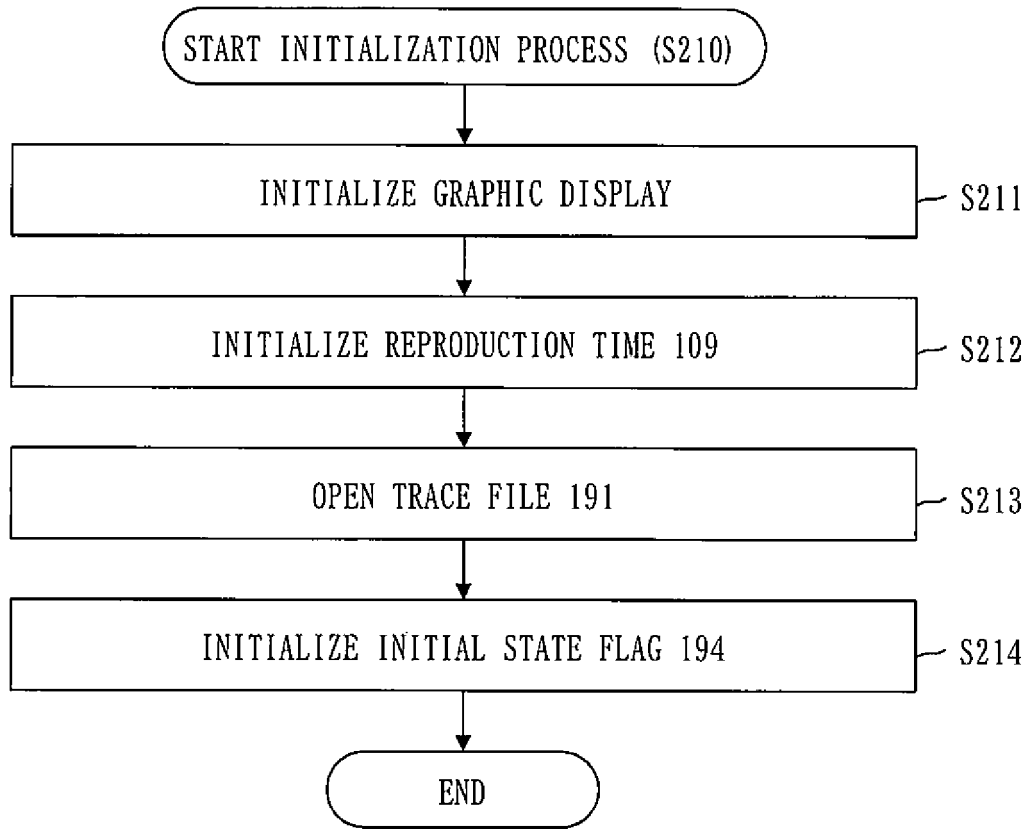 START INITIALIZATION PROCESS (S210)
INITIALIZE GRAPHIC DISPLAY
S211
INITIALIZE REPRODUCTION TIME 109
S212
OPEN TRACE FILE 191
S213
INITIALIZE INITIAL STATE FLAG 194
S214
END